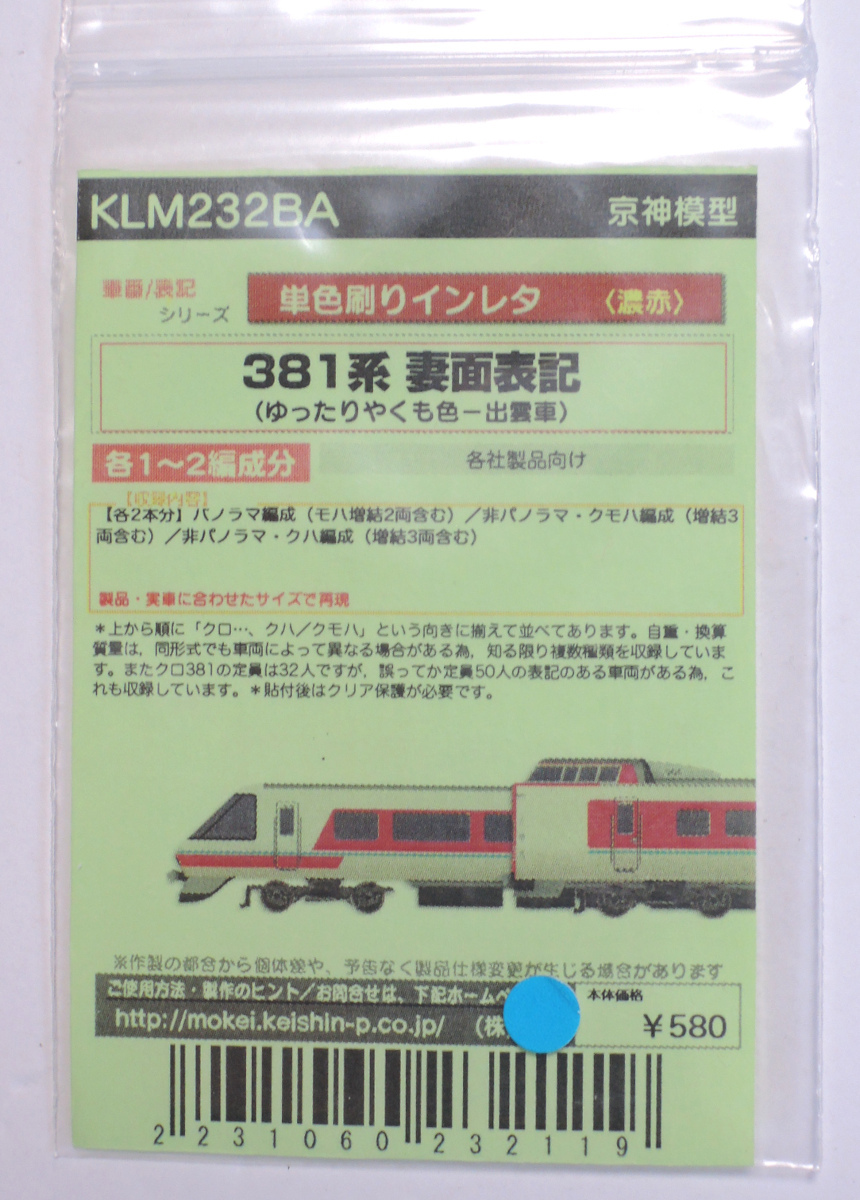 KLM232BA 京神模型
車番/表記
シリーズ
単色刷りインレタ 〈濃赤〉
381系 妻面表記
（ゆったりやくも色－出雲車）
各1～2編成分 各社製品向け
【収録内容】
【各2本分】パノラマ編成（モハ増結2両含む）／非パノラマ・クモハ編成（増結3
両含む）／非パノラマ・クハ編成（増結3両含む）
製品・実車に合わせたサイズで再現
＊上から順に「クロ…、クハ／クモハ」という向きに揃えて並べてあります。自重・換算
質量は，同形式でも車両によって異なる場合がある為，知る限り複数種類を収録していま
す。またクロ381の定員は32人ですが，誤ってか定員50人の表記のある車両がある為，こ
れも収録しています。＊貼付後はクリア保護が必要です。
※作製の都合から個体差や、予告なく製品仕様変更が生じる場合があります
ご使用方法・製作のヒント／お問合せは、下記ホームペ
http://mokei.keishin-p.co.jp/ （株
本体価格
￥580
2 231060 232119